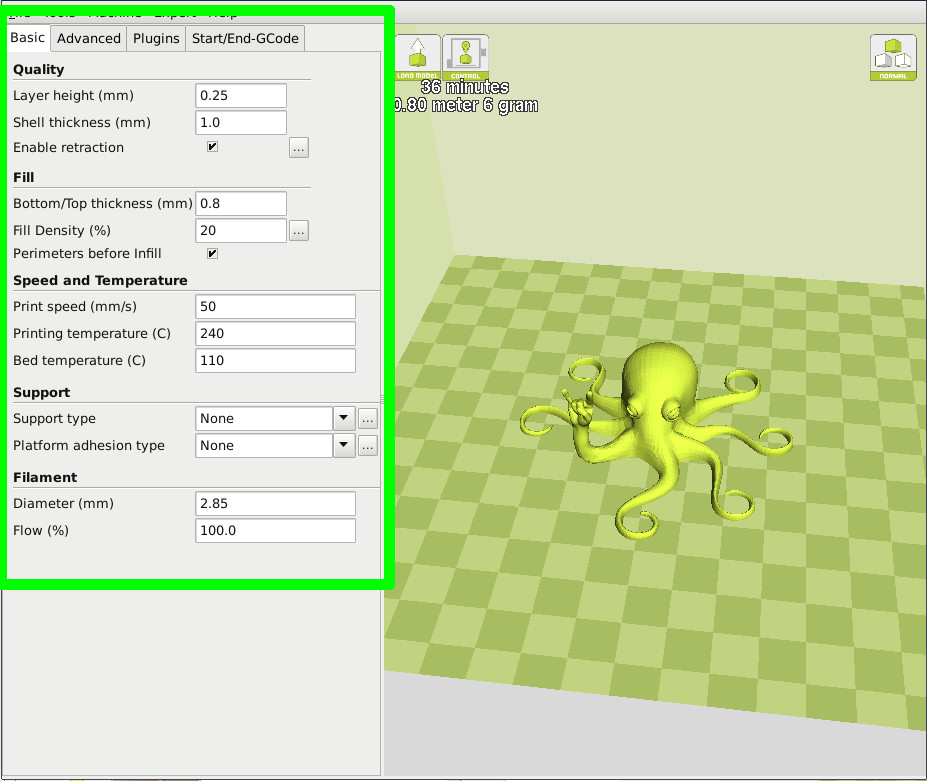 Basic Advanced Plugins Start/End-GCode
Quality
Layer height (mm) 0.25
Shell thickness (mm) 1.0
Enable retraction ...
Fill
Bottom/Top thickness (mm) 0.8
Fill Density (%) 20 ...
Perimeters before Infill
Speed and Temperature
Print speed (mm/s) 50
Printing temperature (C) 240
Bed temperature (C) 110
Support
Support type None ...
Platform adhesion type None ...
Filament
Diameter (mm) 2.85
Flow (%) 100.0
LOAD MODEL CONTROL
36 minutes
0.80 meter 6 gram
NORMAL